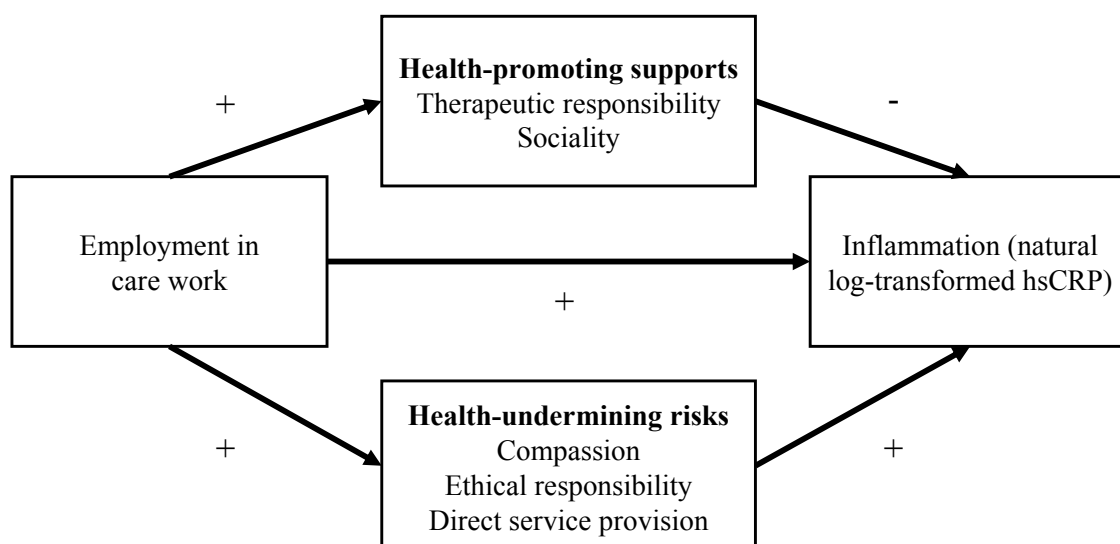 Health-promoting supports
Therapeutic responsibility
Sociality
+
-
Employment in
care work
Inflammation (natural
log-transformed hsCRP)
+
Health-undermining risks
Compassion
Ethical responsibility
Direct service provision
+
+